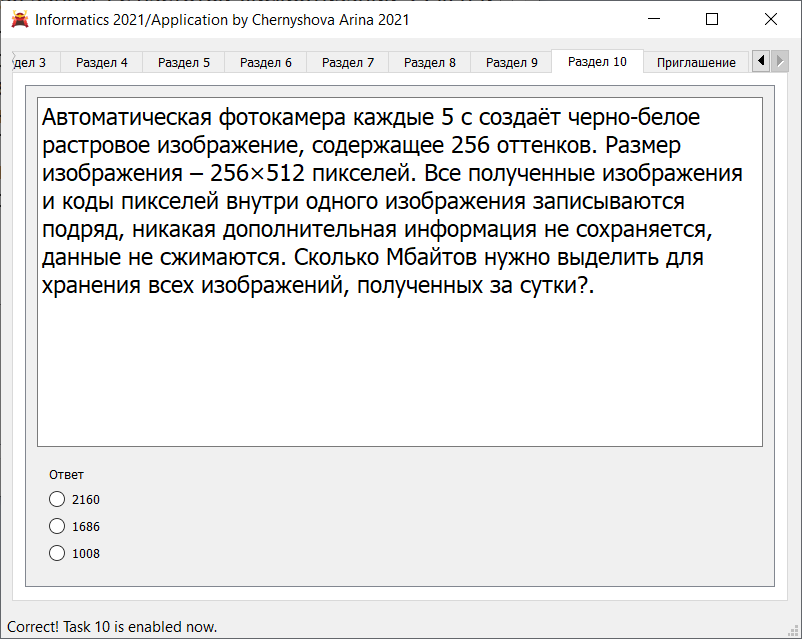 Informatics 2021/Application by Chernyshova Arina 2021
дел 3 Раздел 4 Раздел 5 Раздел 6 Раздел 7 Раздел 8 Раздел 9 Раздел 10 Приглашение
Автоматическая фотокамера каждые 5 с создаёт черно-белое
растровое изображение, содержащее 256 оттенков. Размер
изображения – 256×512 пикселей. Все полученные изображения
и коды пикселей внутри одного изображения записываются
подряд, никакая дополнительная информация не сохраняется,
данные не сжимаются. Сколько Мбайтов нужно выделить для
хранения всех изображений, полученных за сутки?.
Ответ
2160
1686
1008
Correct! Task 10 is enabled now.